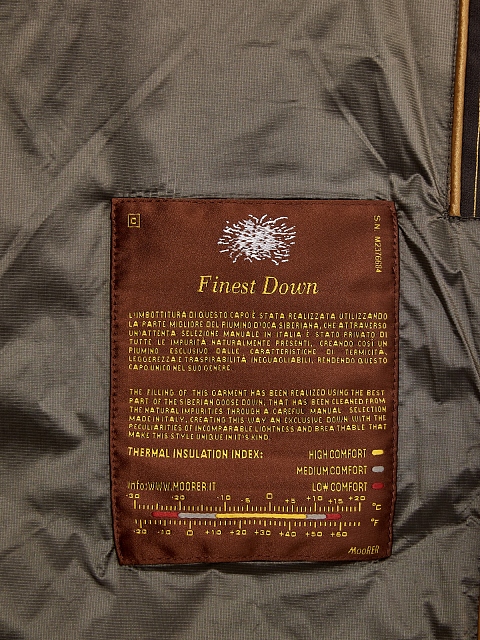 C
S.N. M2376604
Finest Down
L'IMBOTTITURA DI QUESTO CAPO È STATA REALIZZATA UTILIZZANDO
LA PARTE MIGLIORE DEL PIUMINO D'OCA SIBERIANA, CHE ATTRAVERSO
UN'ATTENTA SELEZIONE MANUALE IN ITALIA È STATO PRIVATO DI
TUTTE LE IMPURITÀ NATURALMENTE PRESENTI, CREANDO COSÌ UN
PIUMINO ESCLUSIVO DALLE CARATTERISTICHE DI TERMICITÀ,
LEGGEREZZA E TRASPIRABILITÀ INEGUAGLIABILI, RENDENDO QUESTO
CAPO UNICO NEL SUO GENERE.
THE FILLING OF THIS GARMENT HAS BEEN REALIZED USING THE BEST
PART OF THE SIBERIAN GOOSE DOWN, THAT HAS BEEN CLEANED FROM
THE NATURAL IMPURITIES THROUGH A CAREFUL MANUAL SELECTION
MADE IN ITALY, CREATING THIS WAY AN EXCLUSIVE DOWN WITH THE
PECULIARITIES OF INCOMPARABLE LIGHTNESS AND BREATHABLE THAT
MAKE THIS STYLE UNIQUE IN IT'S KIND.
THERMAL INSULATION INDEX: HIGH COMFORT
MEDIUM COMFORT
info: WWW.MOORER.IT LOW COMFORT
-30 -20 -10 -5 0 +5 +10 +15 +20 °C
-20 -10 0 +10 +20 +30 +40 +50 +60 °F
MOORER